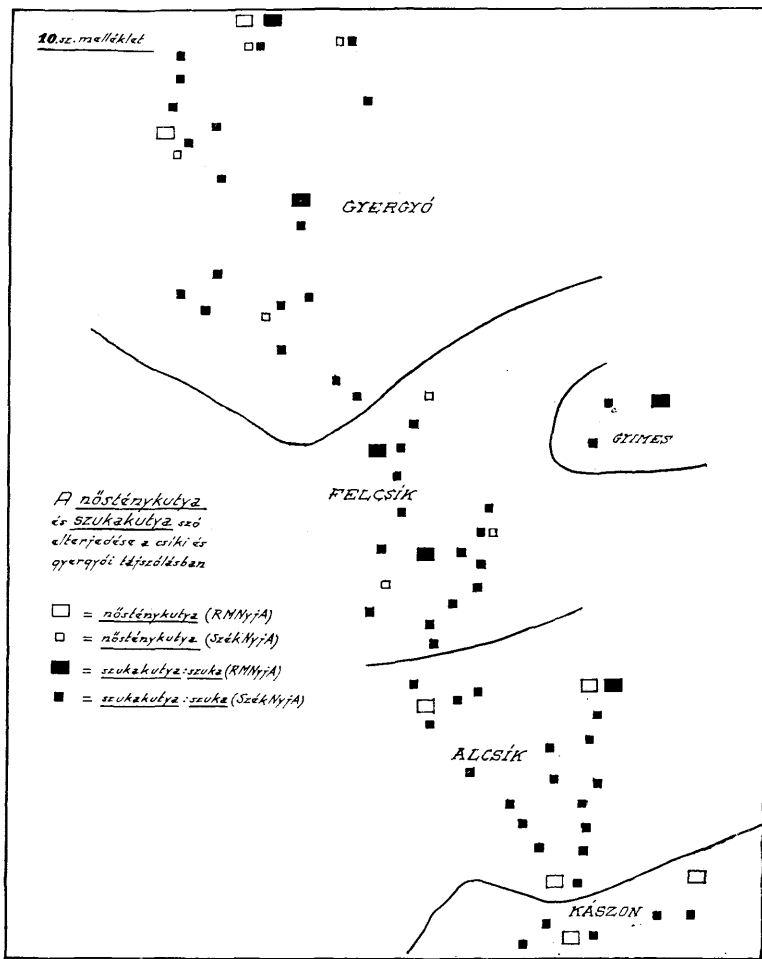 10. sz. melléklet
GYERGYÓ
GYIMES
FELCSÍK
A nősténykutya
és szukakutya szó
elterjedése a csíki és
gyergyói tájszólásban
= nősténykutya (RMNyjA)
= nősténykutya (SzékNyjA)
= szukakutya:szuka (RMNyjA)
= szukakutya:szuka (SzékNyjA)
ALCSÍK
KÁSZON